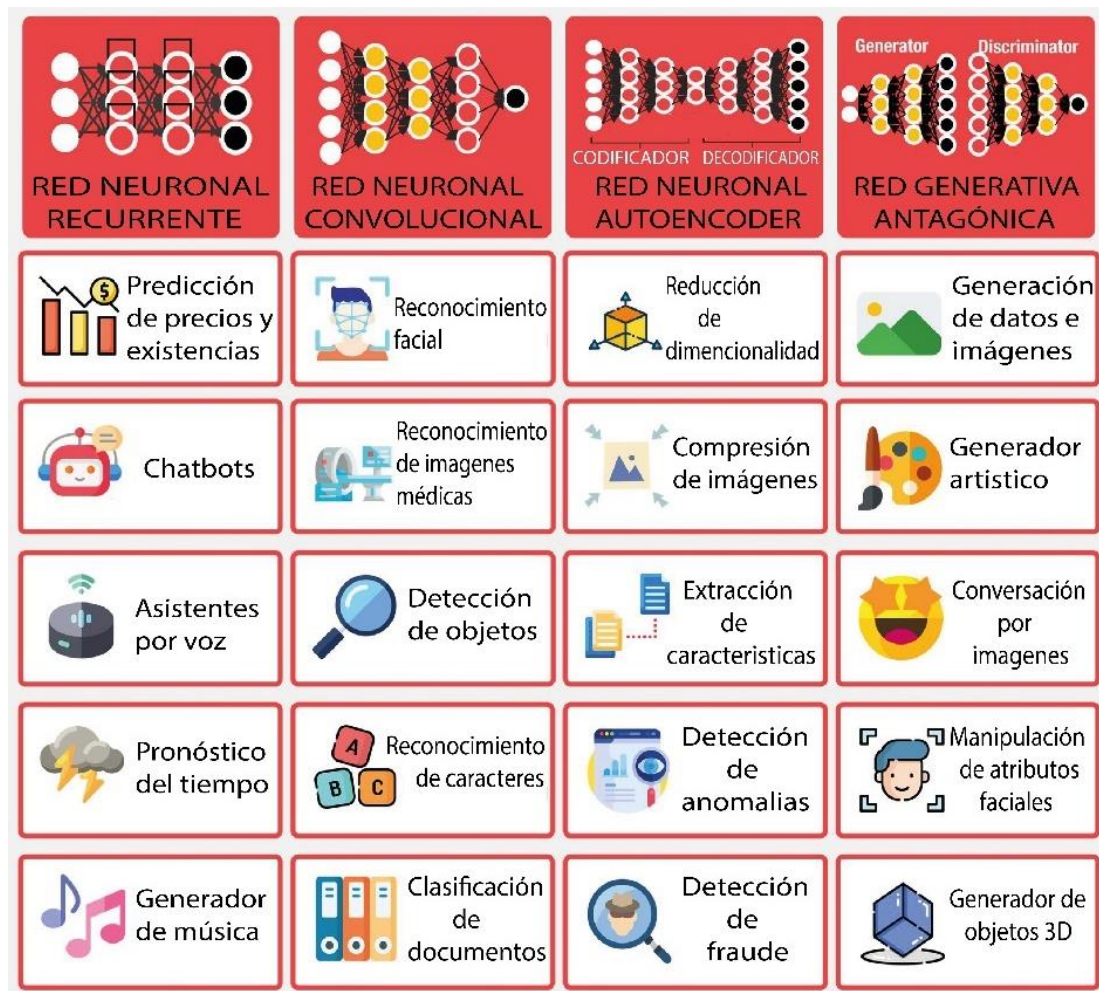 Generator
Discriminator
CODIFICADOR
DECODIFICADOR
RED NEURONAL
RECURRENTE
RED NEURONAL
CONVOLUCIONAL
RED NEURONAL
AUTOENCODER
RED GENERATIVA
ANTAGÓNICA
Predicción
de precios y
existencias
Reconocimiento
facial
Reducción
de
dimencionalidad
Generación
de datos e
imágenes
Chatbots
Reconocimiento
de imagenes
médicas
Compresión
de imágenes
Generador
artistico
Asistentes
por voz
Detección
de objetos
Extracción
de
caracteristicas
Conversación
por
imagenes
Pronóstico
del tiempo
A
B
C
Reconocimiento
de caracteres
Detección
de
anomalias
Manipulación
de atributos
faciales
Generador
de música
Clasificación
de
documentos
Detección
de
fraude
Generador de
objetos 3D